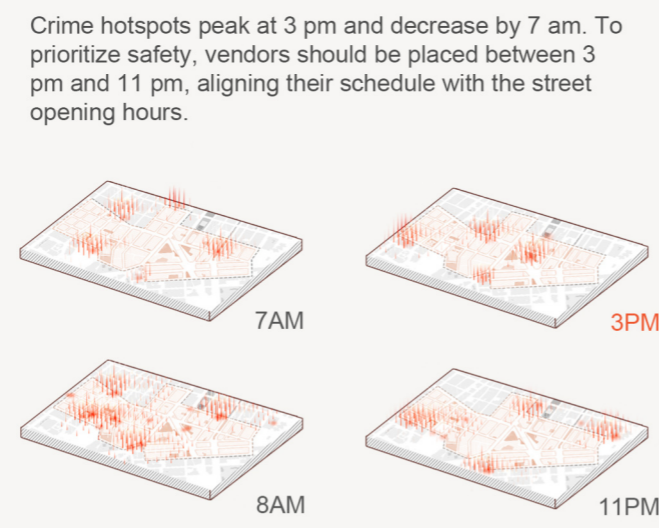 Crime hotspots peak at 3 pm and decrease by 7 am. To
prioritize safety, vendors should be placed between 3
pm and 11 pm, aligning their schedule with the street
opening hours.
7AM
3PM
8AM
11PM